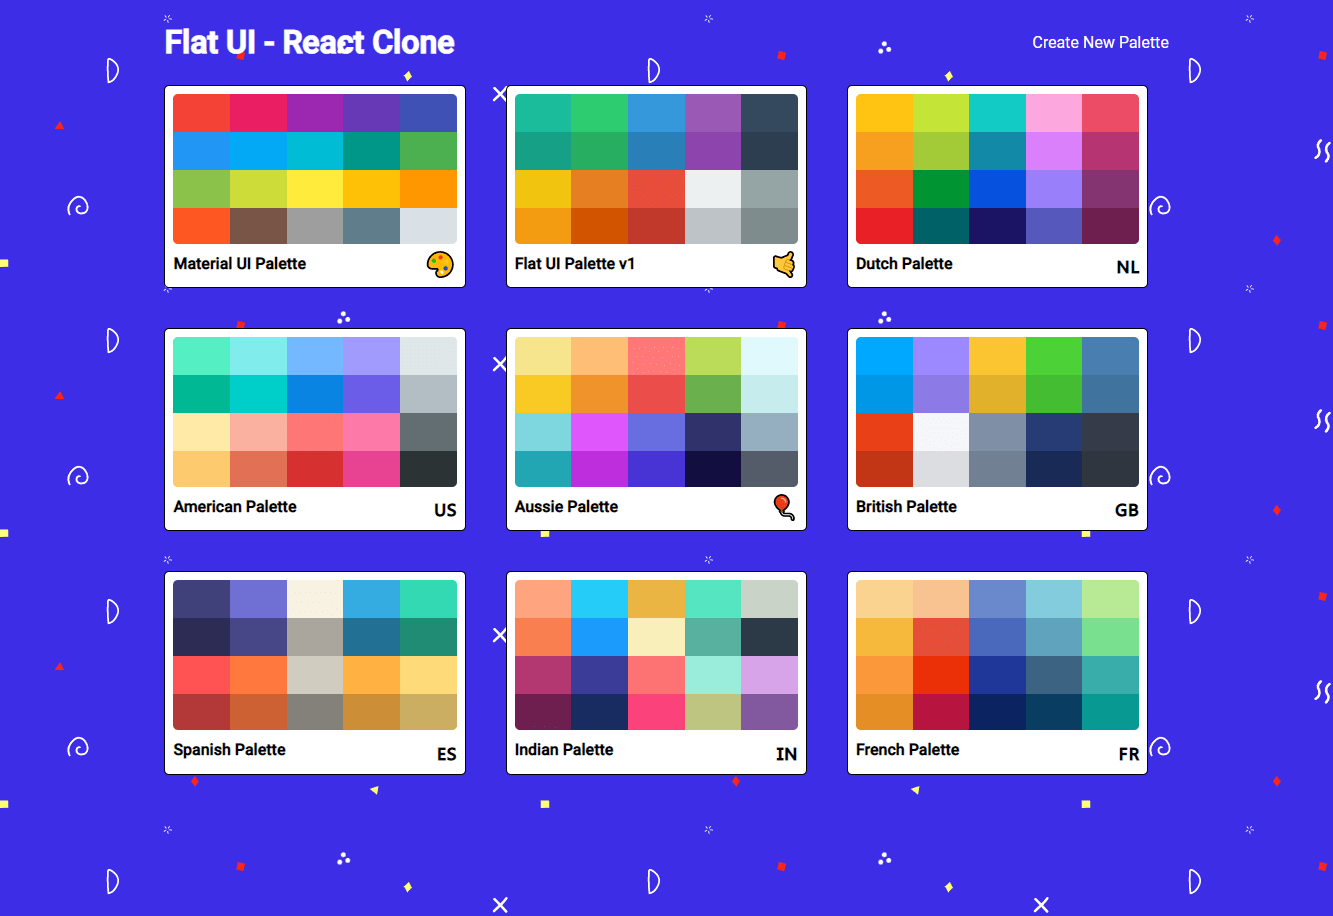 Flat UI - React Clone
Create New Palette
Material UI Palette
Flat UI Palette v1
Dutch Palette NL
American Palette US
Aussie Palette
British Palette GB
Spanish Palette ES
Indian Palette IN
French Palette FR